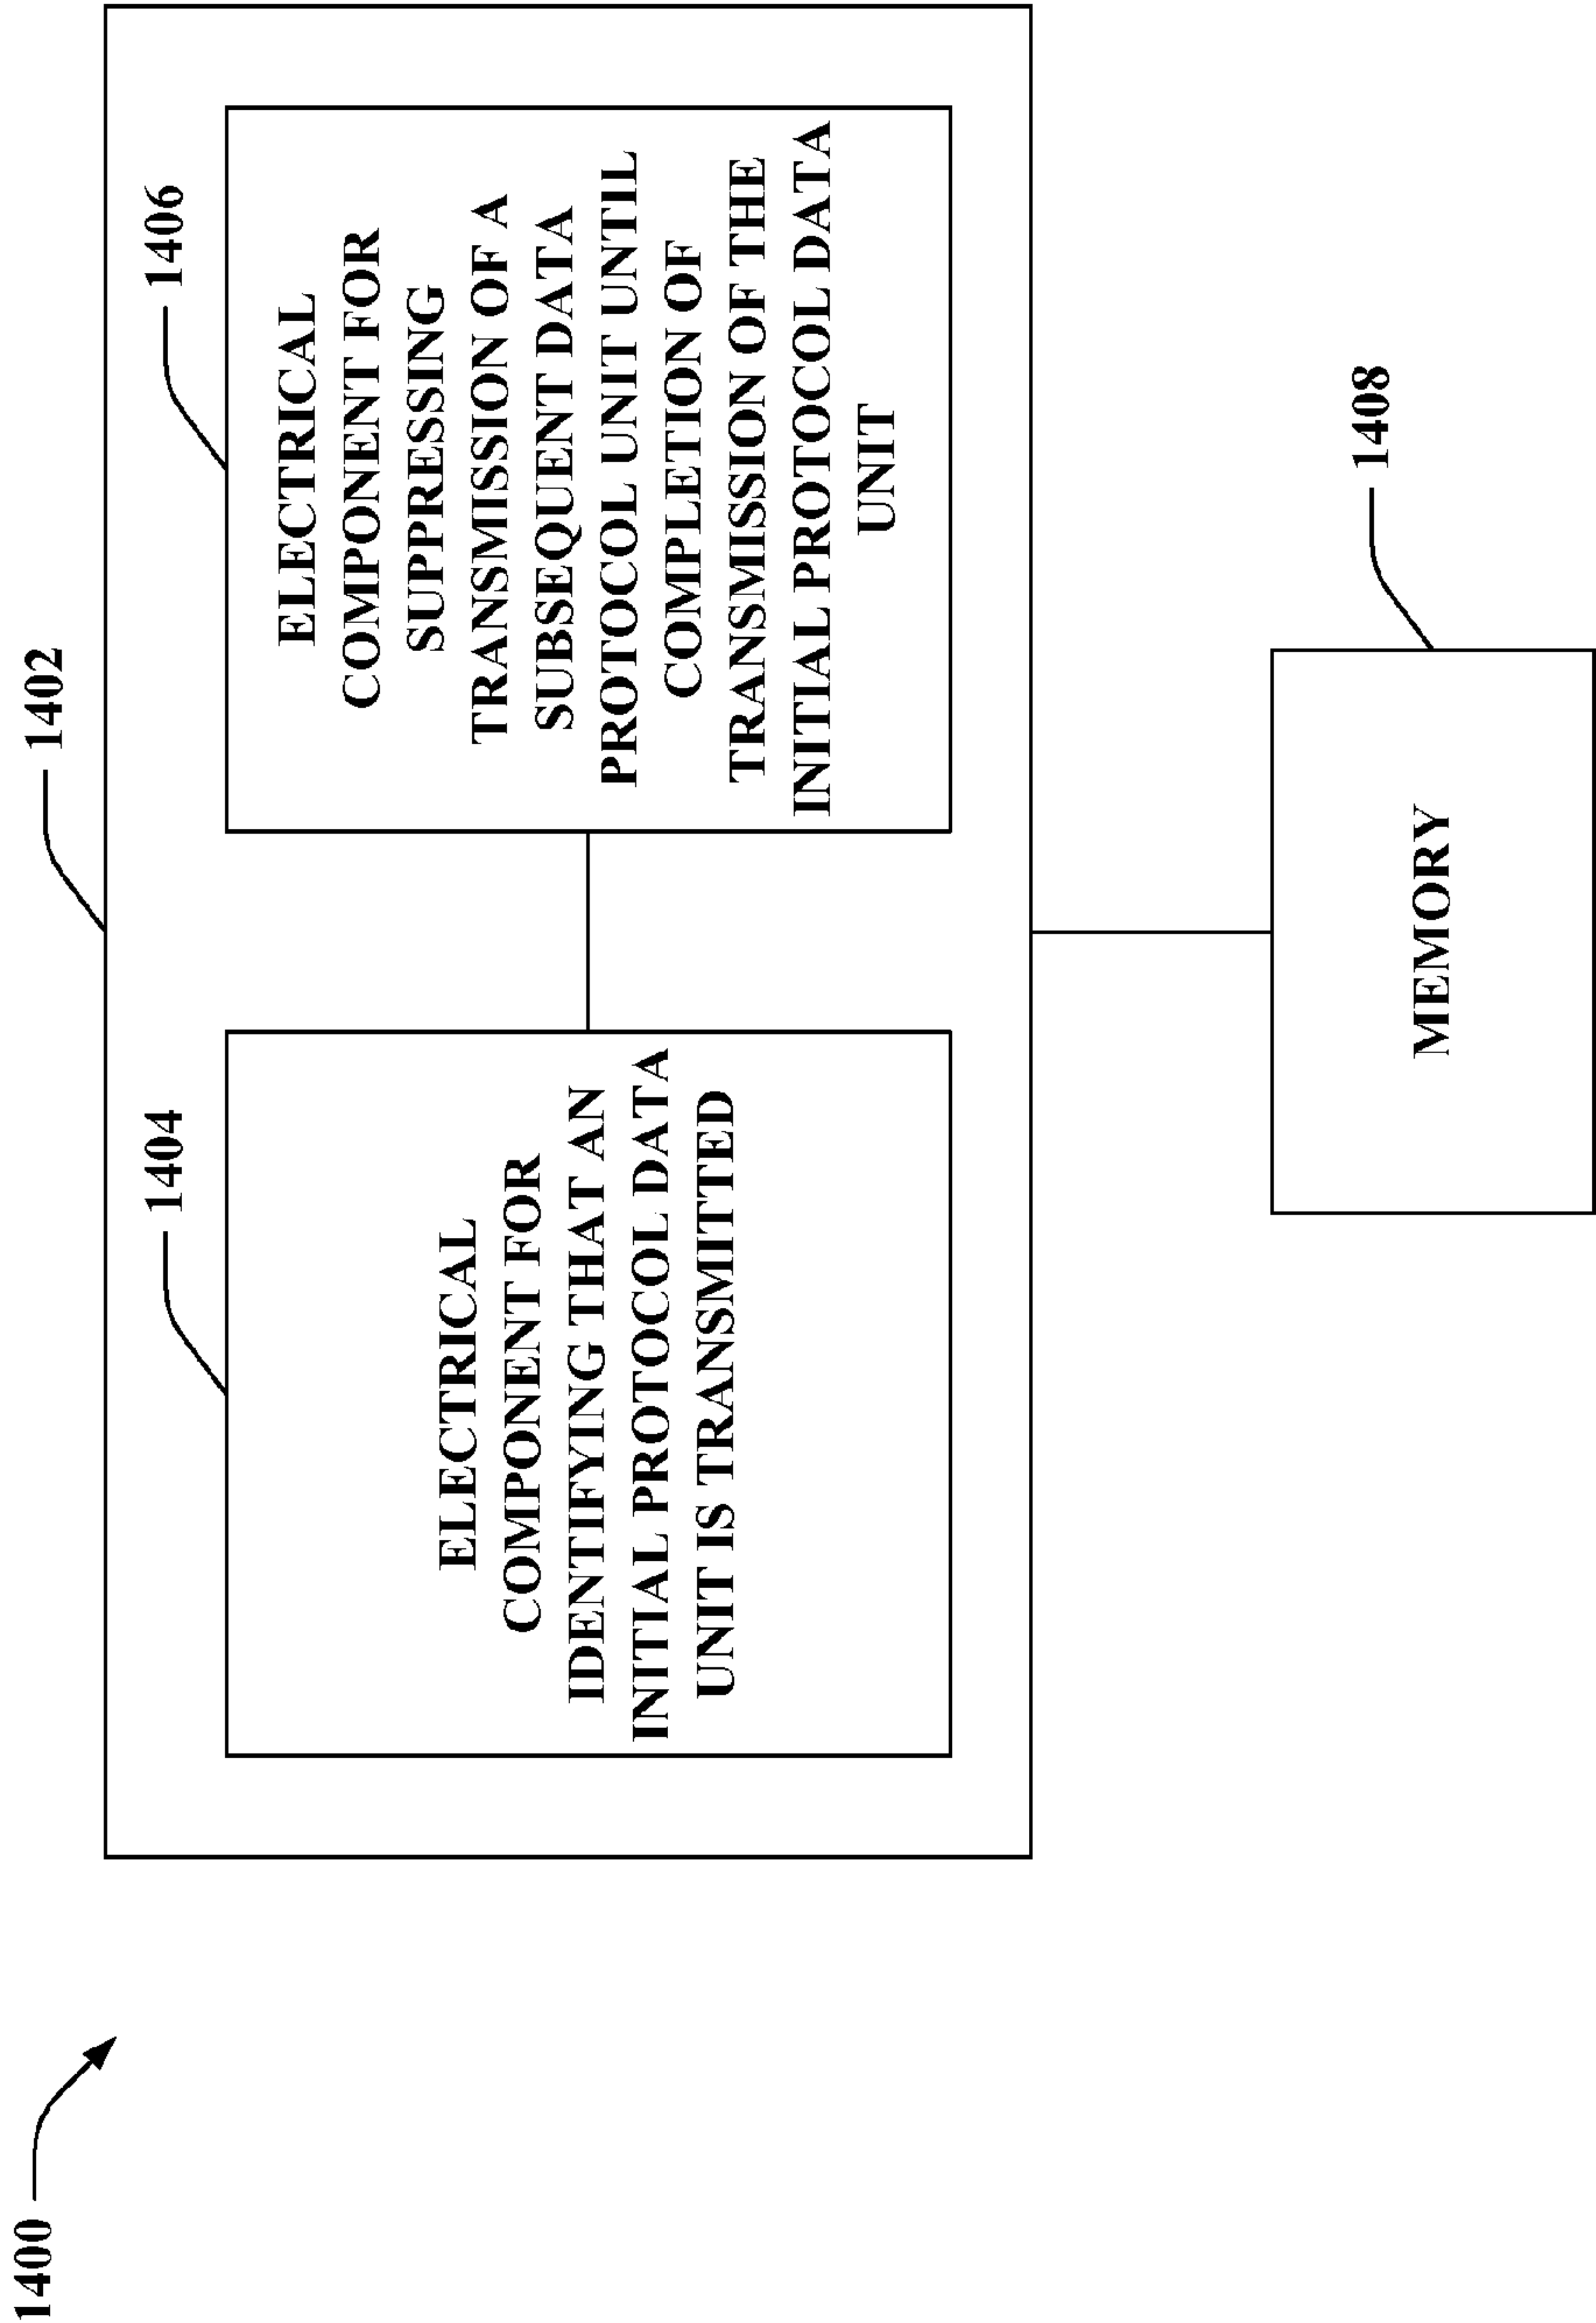 1400
1402
1404
ELECTRICAL
COMPONENT FOR
IDENTIFYING THAT AN
INITIAL PROTOCOL DATA
UNIT IS TRANSMITTED
1406
ELECTRICAL
COMPONENT FOR
SUPPRESSING
TRANSMISSION OF A
SUBSEQUENT DATA
PROTOCOL UNIT UNTIL
COMPLETION OF
TRANSMISSION OF THE
INITIAL PROTOCOL DATA
UNIT
1408
MEMORY